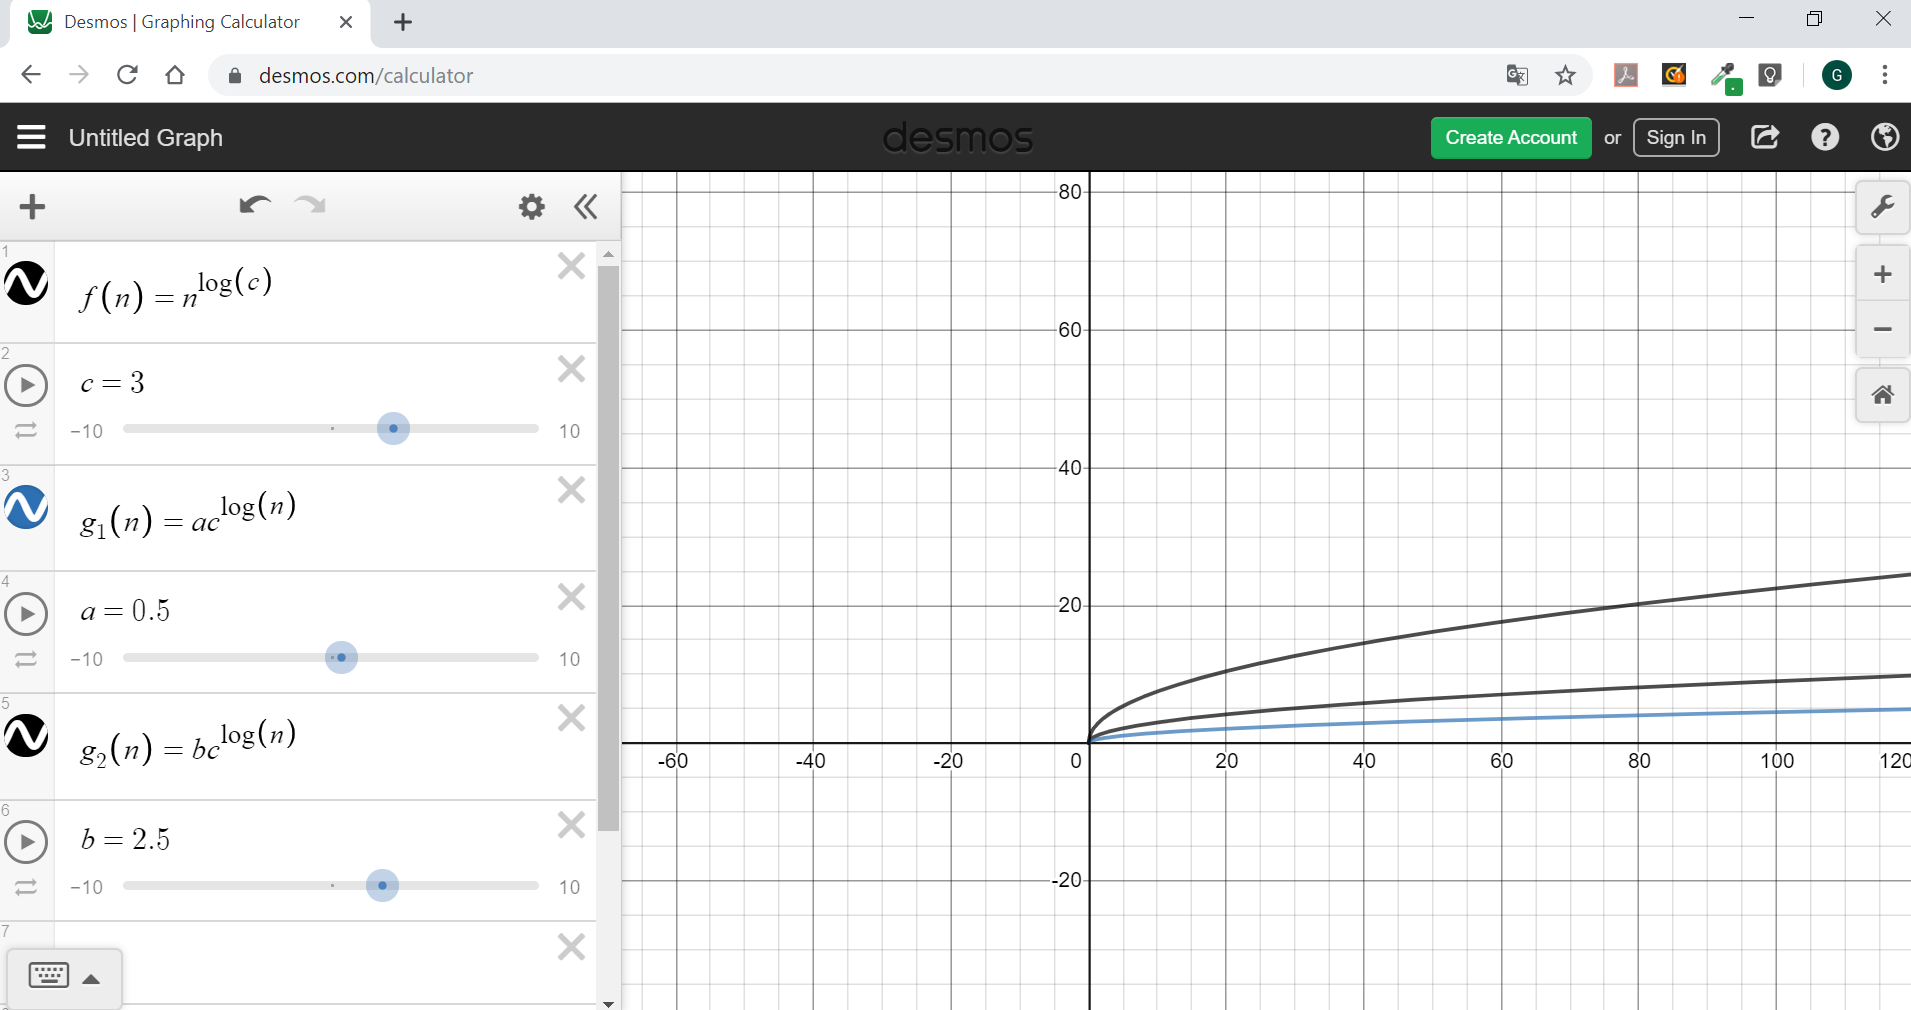 Desmos | Graphing Calculator
desmos.com/calculator
G
Untitled Graph
desmos
Create Account or Sign In
1
f(n) = n^log(c)
2
c = 3
-10 10
3
g₁(n) = ac^log(n)
4
a = 0.5
-10 10
5
g₂(n) = bc^log(n)
6
b = 2.5
-10 10
7
80
60
40
20
-60 -40 -20 0 20 40 60 80 100 120
-20